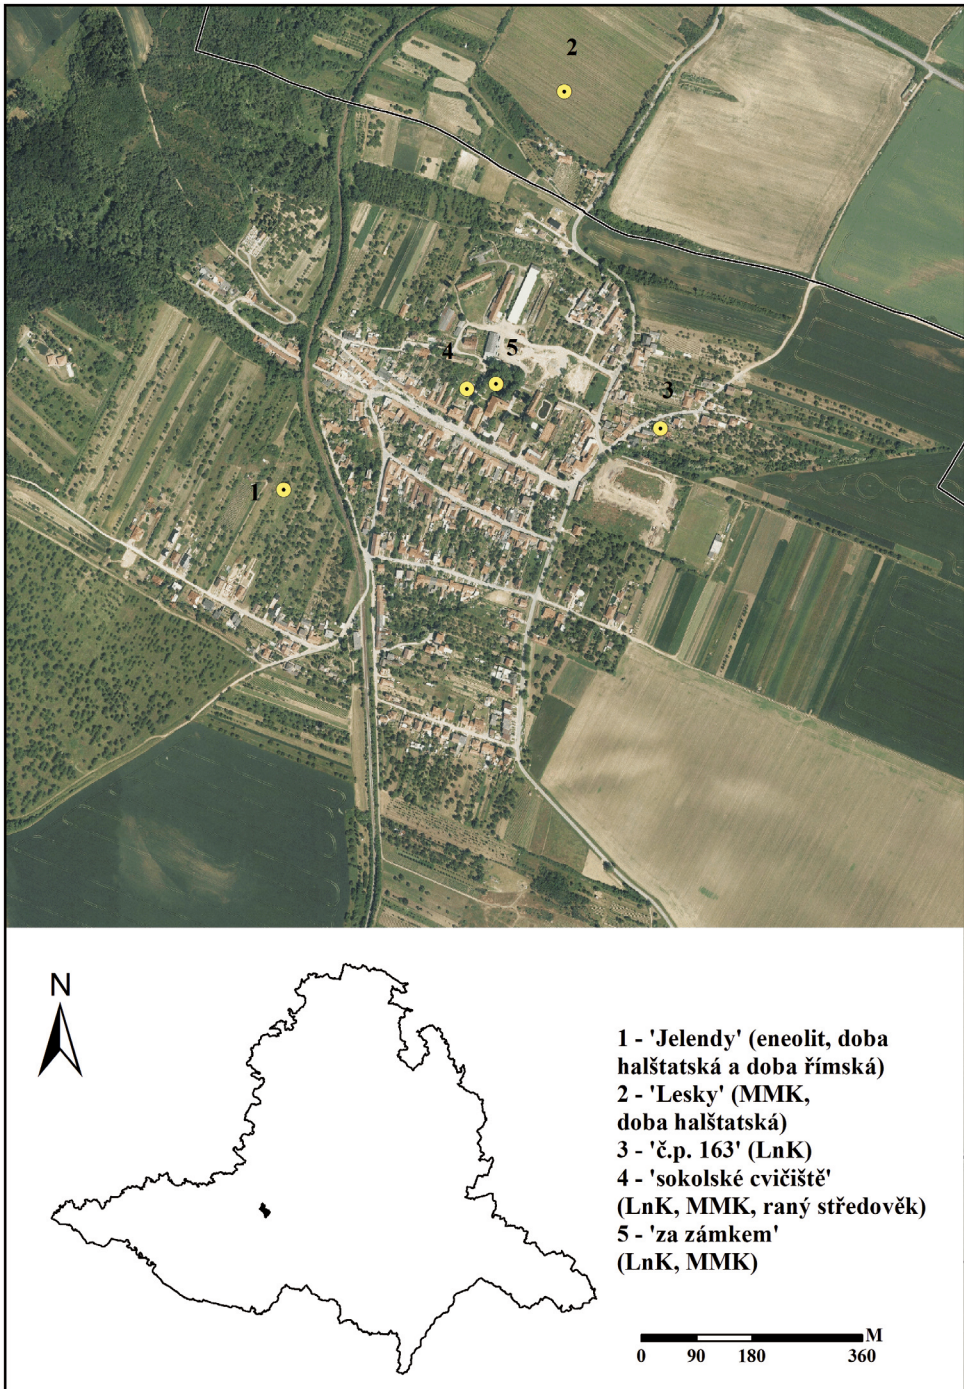 2
4
5
3
1
N
1 - 'Jelendy' (eneolit, doba
halštatská a doba římská)
2 - 'Lesky' (MMK,
doba halštatská)
3 - 'č.p. 163' (LnK)
4 - 'sokolské cvičiště'
(LnK, MMK, raný středověk)
5 - 'za zámkem'
(LnK, MMK)
M
0 90 180 360